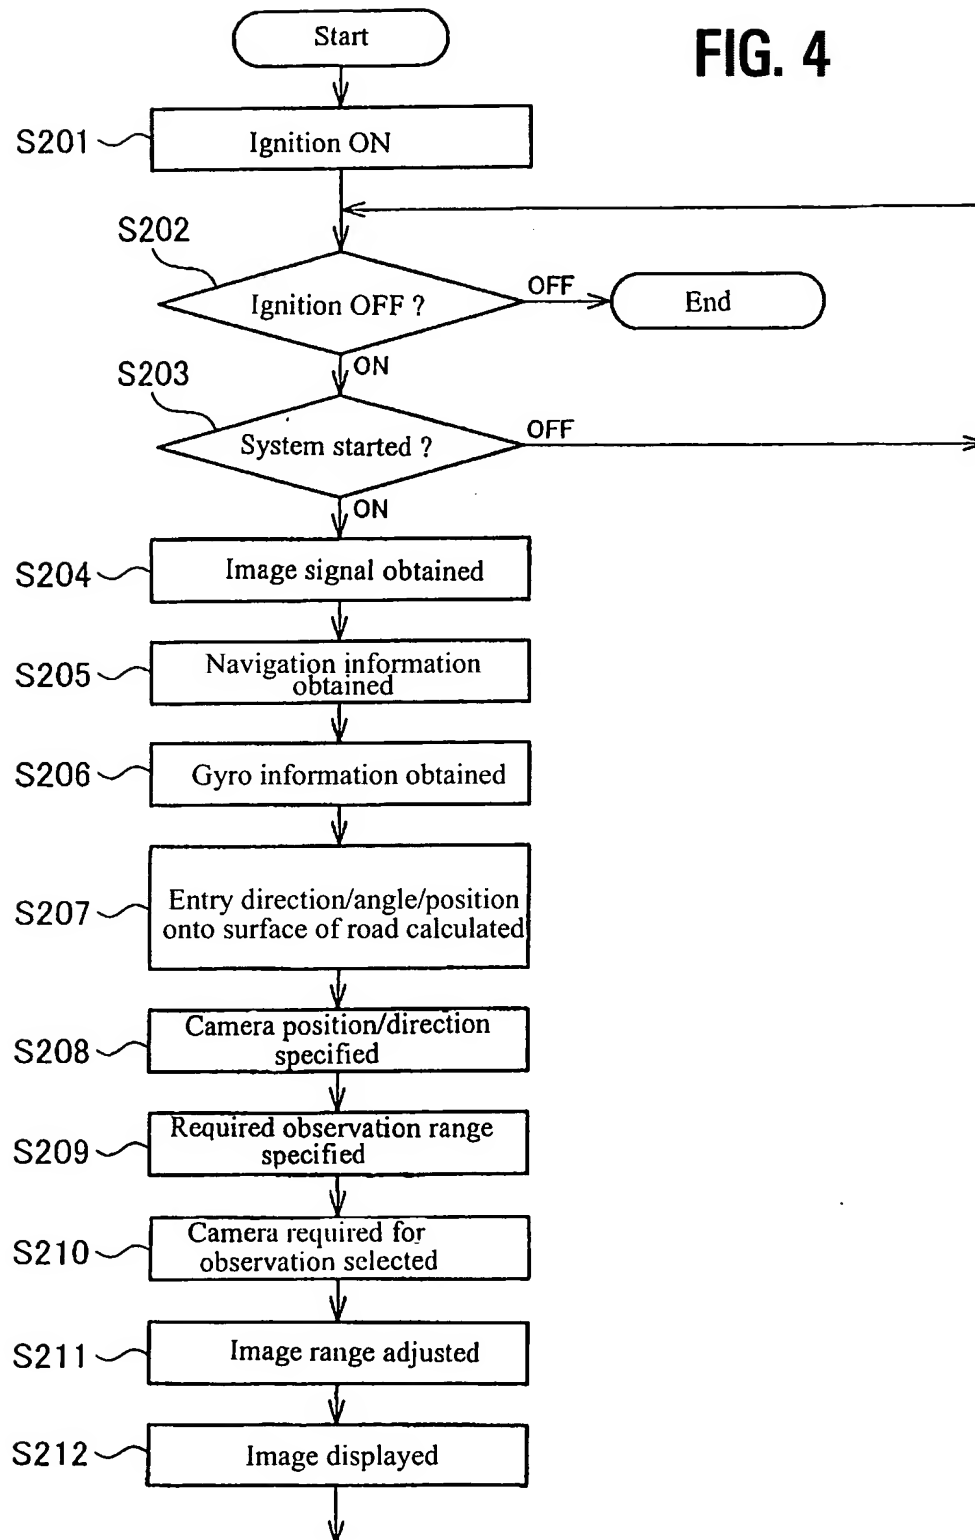 FIG. 4
Start
S201
Ignition ON
S202
Ignition OFF ?
OFF
End
ON
S203
System started ?
OFF
ON
S204
Image signal obtained
S205
Navigation information
obtained
S206
Gyro information obtained
S207
Entry direction/angle/position
onto surface of road calculated
S208
Camera position/direction
specified
S209
Required observation range
specified
S210
Camera required for
observation selected
S211
Image range adjusted
S212
Image displayed